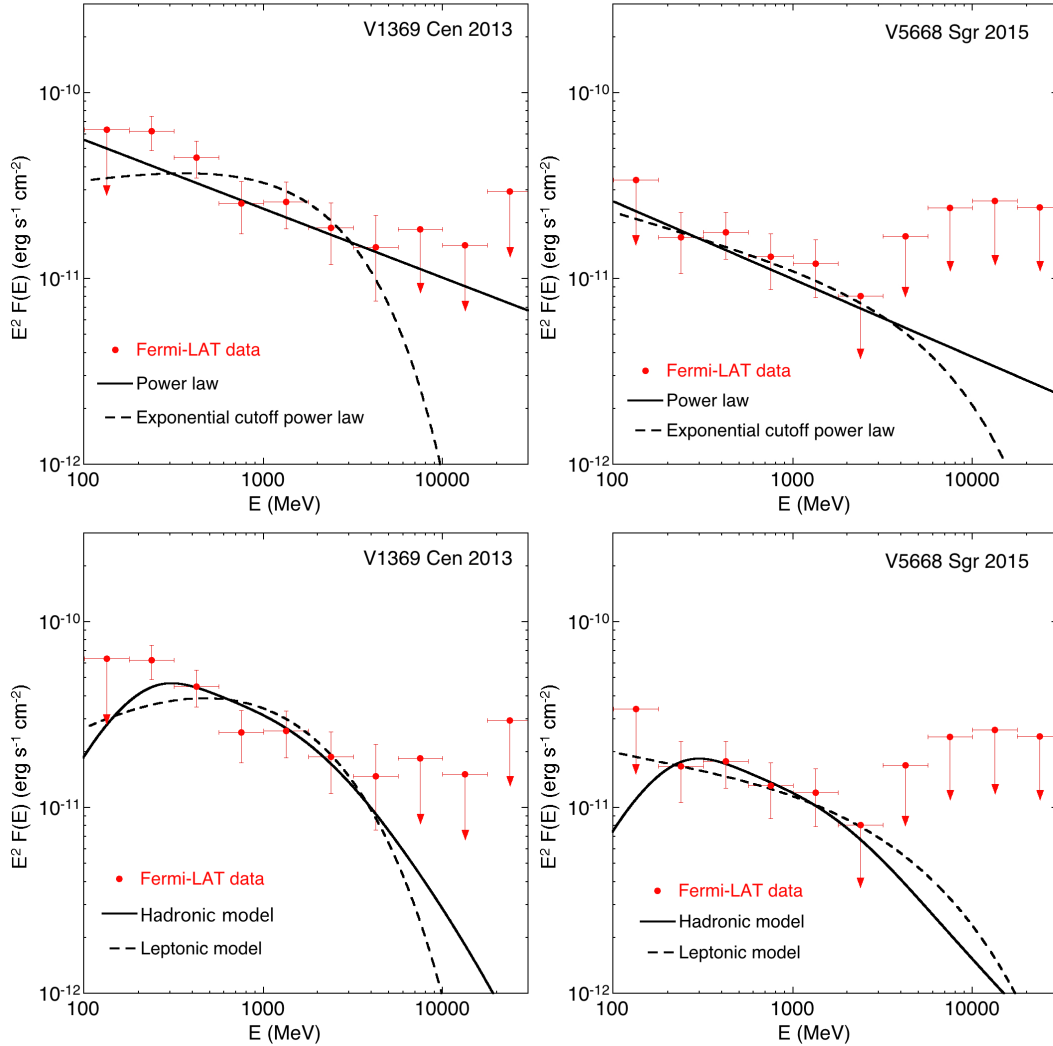 V1369 Cen 2013
10^-10
10^-11
10^-12
E^2 F(E) (erg s^-1 cm^-2)
Fermi-LAT data
Power law
Exponential cutoff power law
100 1000 10000
E (MeV)
V5668 Sgr 2015
10^-10
10^-11
10^-12
E^2 F(E) (erg s^-1 cm^-2)
Fermi-LAT data
Power law
Exponential cutoff power law
100 1000 10000
E (MeV)
V1369 Cen 2013
10^-10
10^-11
10^-12
E^2 F(E) (erg s^-1 cm^-2)
Fermi-LAT data
Hadronic model
Leptonic model
100 1000 10000
E (MeV)
V5668 Sgr 2015
10^-10
10^-11
10^-12
E^2 F(E) (erg s^-1 cm^-2)
Fermi-LAT data
Hadronic model
Leptonic model
100 1000 10000
E (MeV)